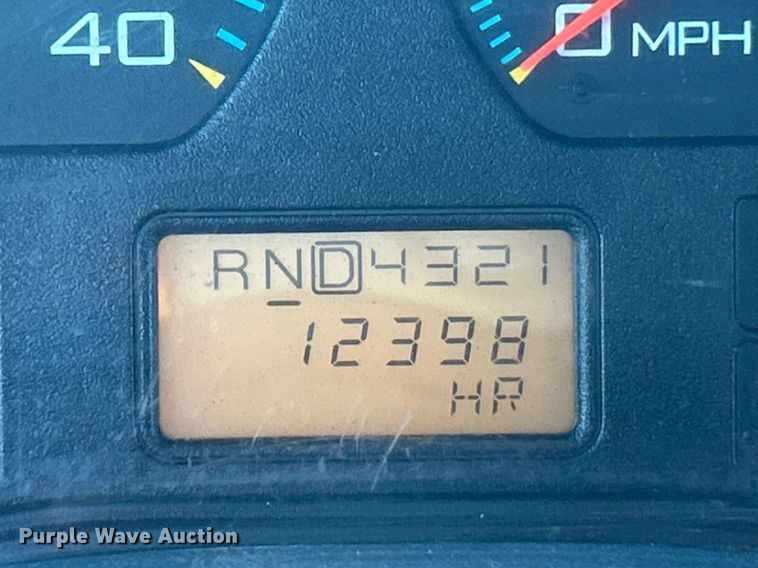 40
0 MPH
RND4321
12398
HR
Purple Wave Auction